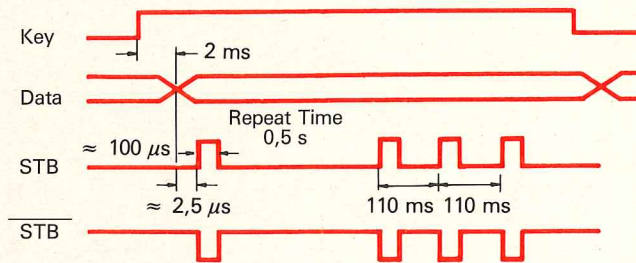 Key
2 ms
Data
Repeat Time
0,5 s
≈ 100 μs
STB
110 ms 110 ms
≈ 2,5 μs
STB